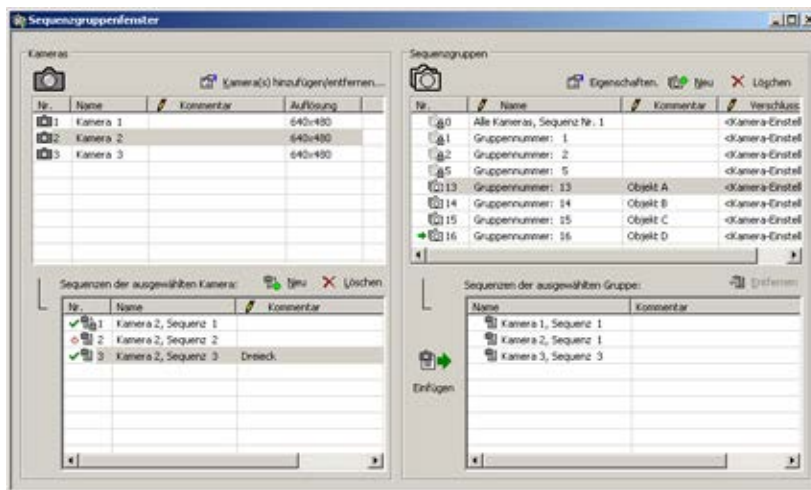 Sequenzgruppenfenster
Kameras
Kamera(s) hinzufügen/entfernen...
Nr. Name Kommentar Auflösung
1 Kamera 1 640x480
2 Kamera 2 640x480
3 Kamera 3 640x480
Sequenzen der ausgewählten Kamera: Neu Löschen
Nr. Name Kommentar
1 Kamera 2, Sequenz 1
2 Kamera 2, Sequenz 2
3 Kamera 2, Sequenz 3 Dreieck
Sequenzgruppen
Eigenschaften. Neu Löschen
Nr. Name Kommentar Verschluss
0 Alle Kameras, Sequenz Nr. 1 <Kamera-Einstell
1 Gruppennummer: 1 <Kamera-Einstell
2 Gruppennummer: 2 <Kamera-Einstell
5 Gruppennummer: 5 <Kamera-Einstell
13 Gruppennummer: 13 Objekt A <Kamera-Einstell
14 Gruppennummer: 14 Objekt B <Kamera-Einstell
15 Gruppennummer: 15 Objekt C <Kamera-Einstell
16 Gruppennummer: 16 Objekt D <Kamera-Einstell
Sequenzen der ausgewählten Gruppe: Entfernen
Name Kommentar
Kamera 1, Sequenz 1
Kamera 2, Sequenz 1
Kamera 3, Sequenz 3
Einfügen